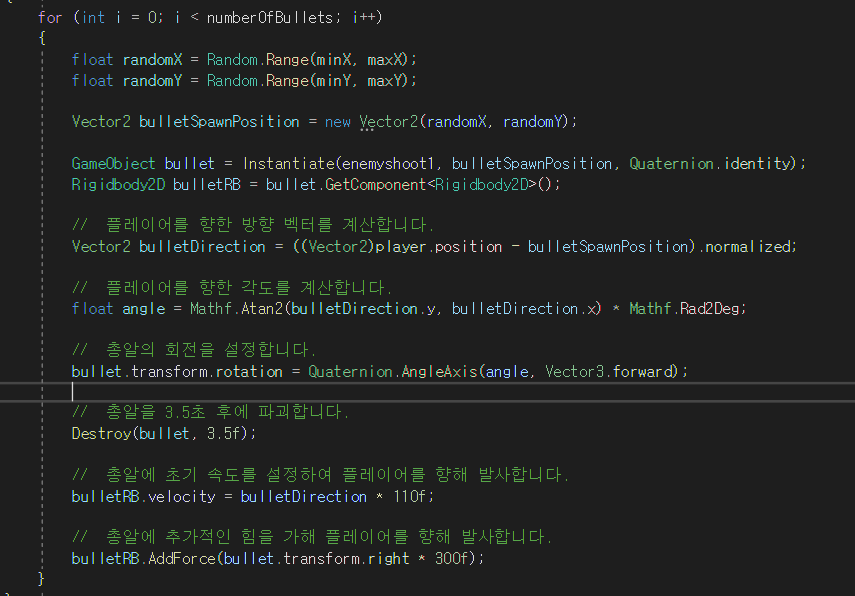 for (int i = 0; i < numberOfBullets; i++)
{
float randomX = Random.Range(minX, maxX);
float randomY = Random.Range(minY, maxY);
Vector2 bulletSpawnPosition = new Vector2(randomX, randomY);
GameObject bullet = Instantiate(enemyshoot1, bulletSpawnPosition, Quaternion.identity);
Rigidbody2D bulletRB = bullet.GetComponent<Rigidbody2D>();
// 플레이어를 향한 방향 벡터를 계산합니다.
Vector2 bulletDirection = ((Vector2)player.position - bulletSpawnPosition).normalized;
// 플레이어를 향한 각도를 계산합니다.
float angle = Mathf.Atan2(bulletDirection.y, bulletDirection.x) * Mathf.Rad2Deg;
// 총알의 회전을 설정합니다.
bullet.transform.rotation = Quaternion.AngleAxis(angle, Vector3.forward);
// 총알을 3.5초 후에 파괴합니다.
Destroy(bullet, 3.5f);
// 총알에 초기 속도를 설정하여 플레이어를 향해 발사합니다.
bulletRB.velocity = bulletDirection * 110f;
// 총알에 추가적인 힘을 가해 플레이어를 향해 발사합니다.
bulletRB.AddForce(bullet.transform.right * 300f);
}